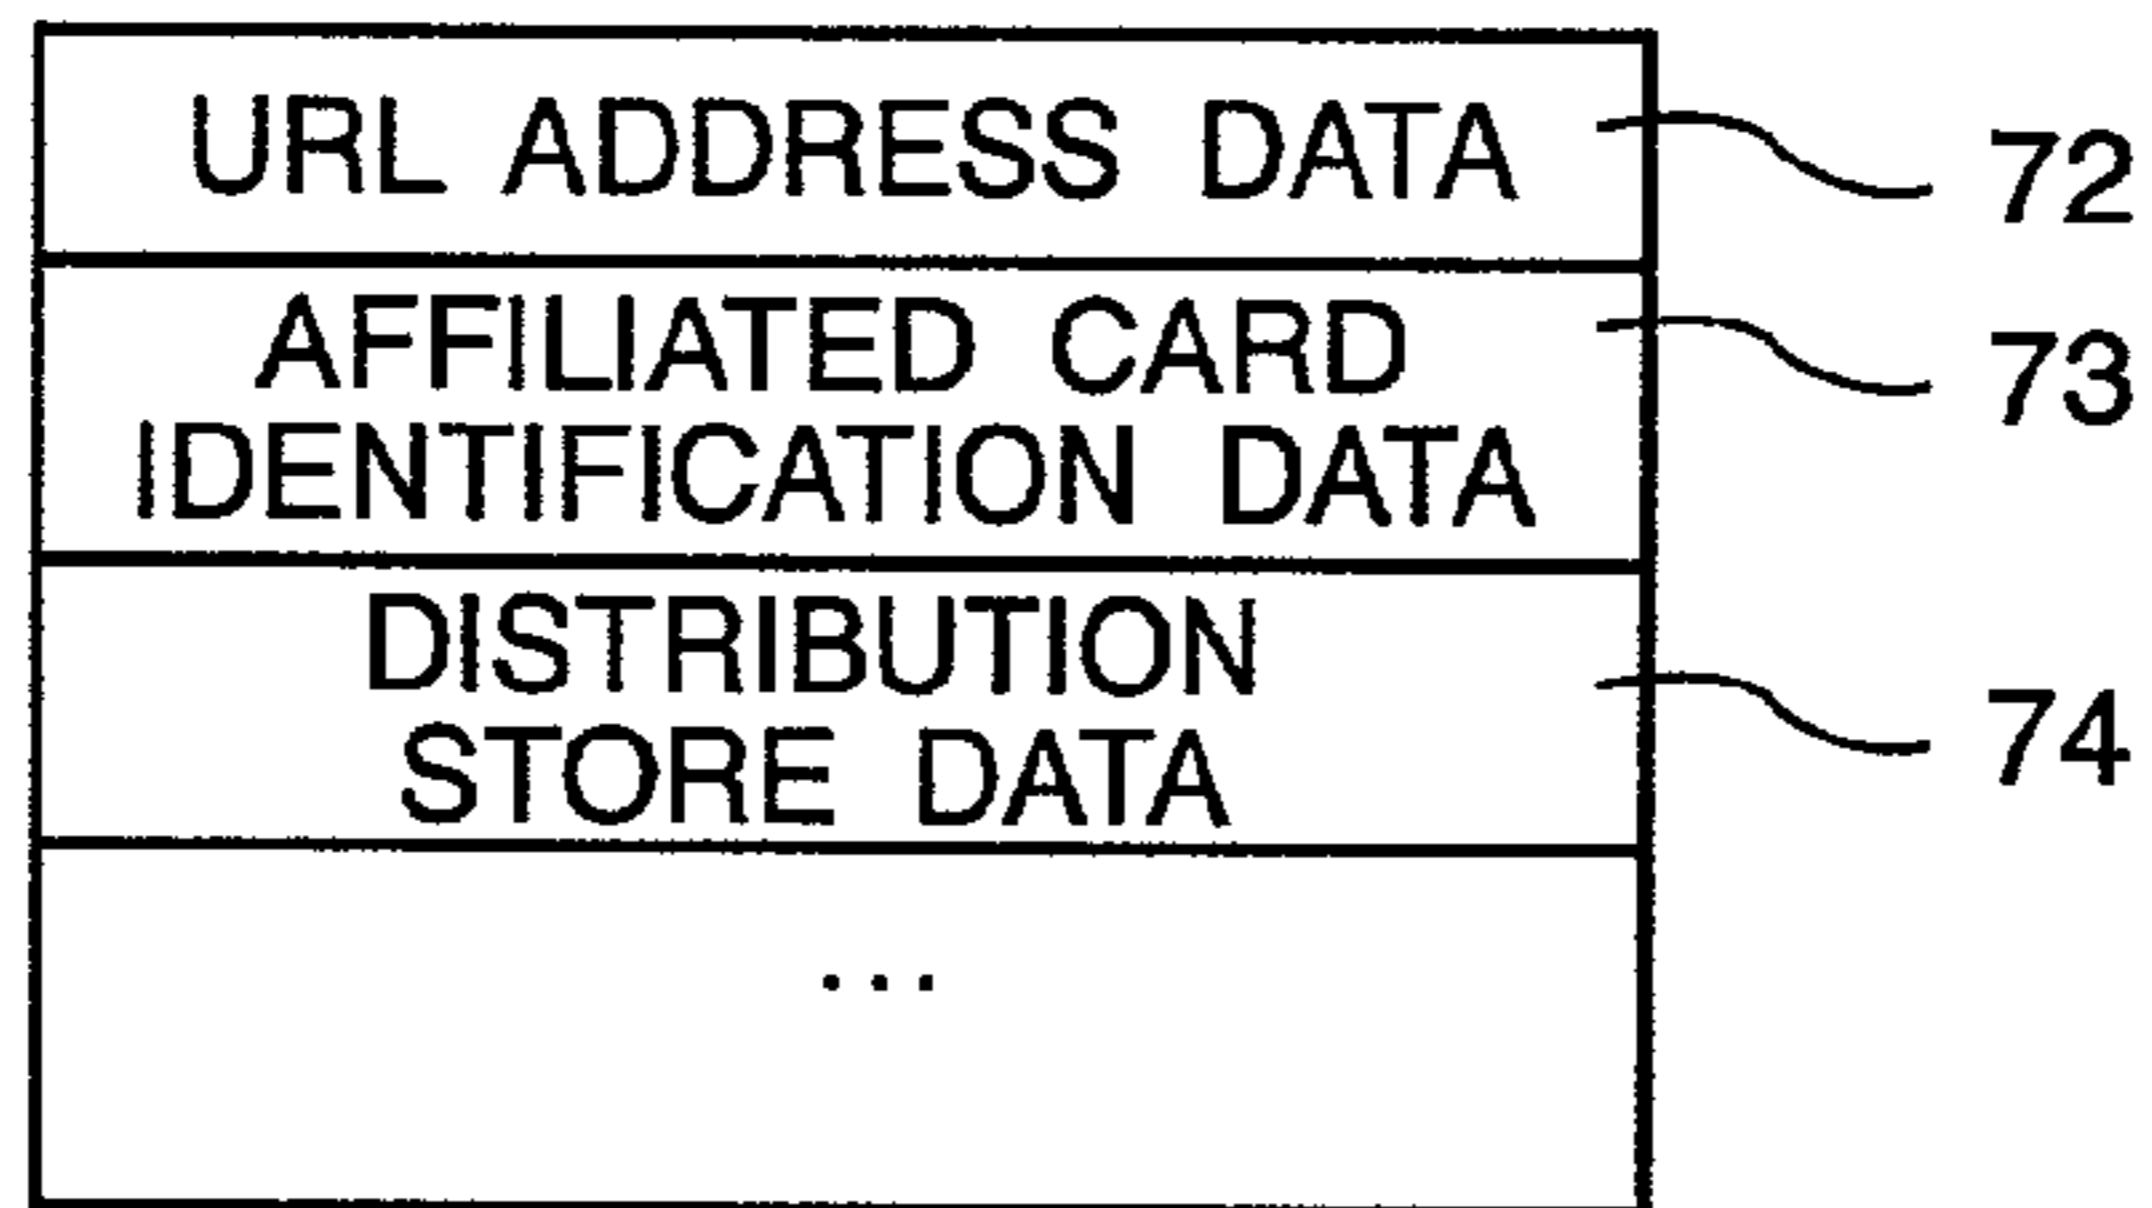 URL ADDRESS DATA
72
AFFILIATED CARD
73
IDENTIFICATION DATA
DISTRIBUTION
74
STORE DATA
...